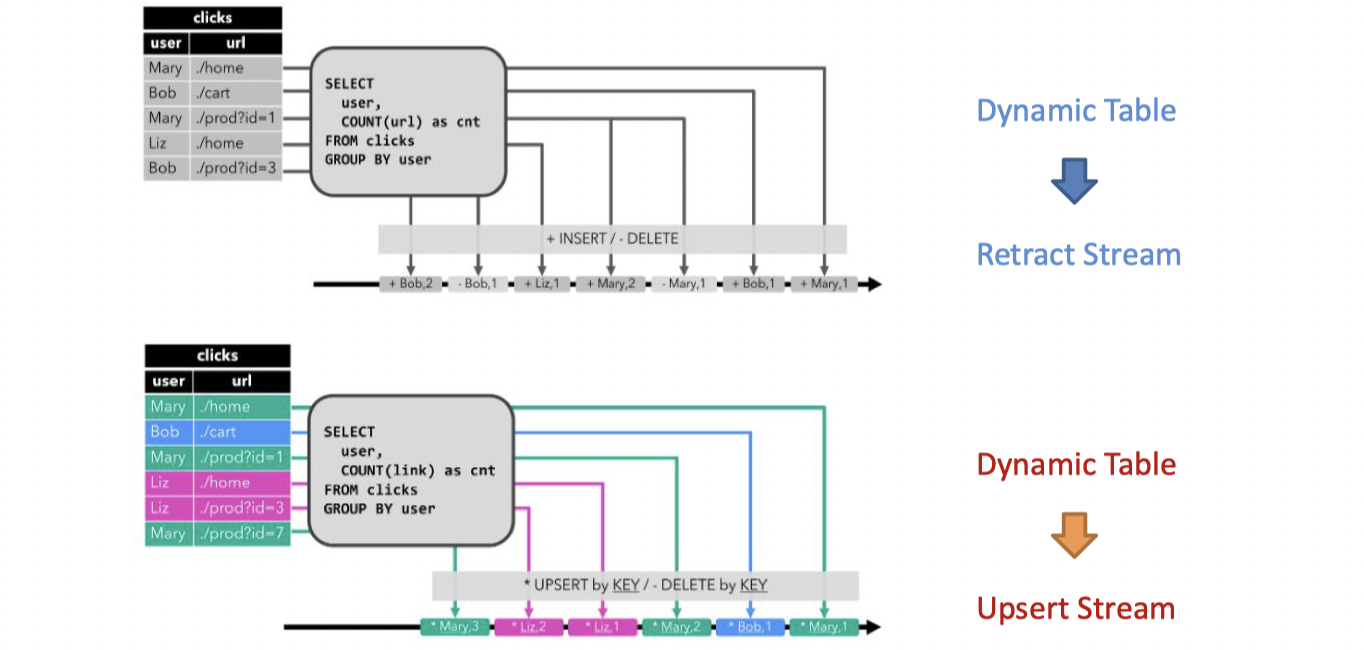 clicks
user url
Mary ./home
Bob ./cart
Mary ./prod?id=1
Liz ./home
Bob ./prod?id=3
SELECT
user,
COUNT(url) as cnt
FROM clicks
GROUP BY user
+ INSERT / - DELETE
+ Bob,2 - Bob,1 + Liz,1 + Mary,2 - Mary,1 + Bob,1 + Mary,1
Dynamic Table
Retract Stream
clicks
user url
Mary ./home
Bob ./cart
Mary ./prod?id=1
Liz ./home
Liz ./prod?id=3
Mary ./prod?id=7
SELECT
user,
COUNT(link) as cnt
FROM clicks
GROUP BY user
* UPSERT by KEY / - DELETE by KEY
* Mary,3 * Liz,2 * Liz,1 * Mary,2 * Bob,1 * Mary,1
Dynamic Table
Upsert Stream